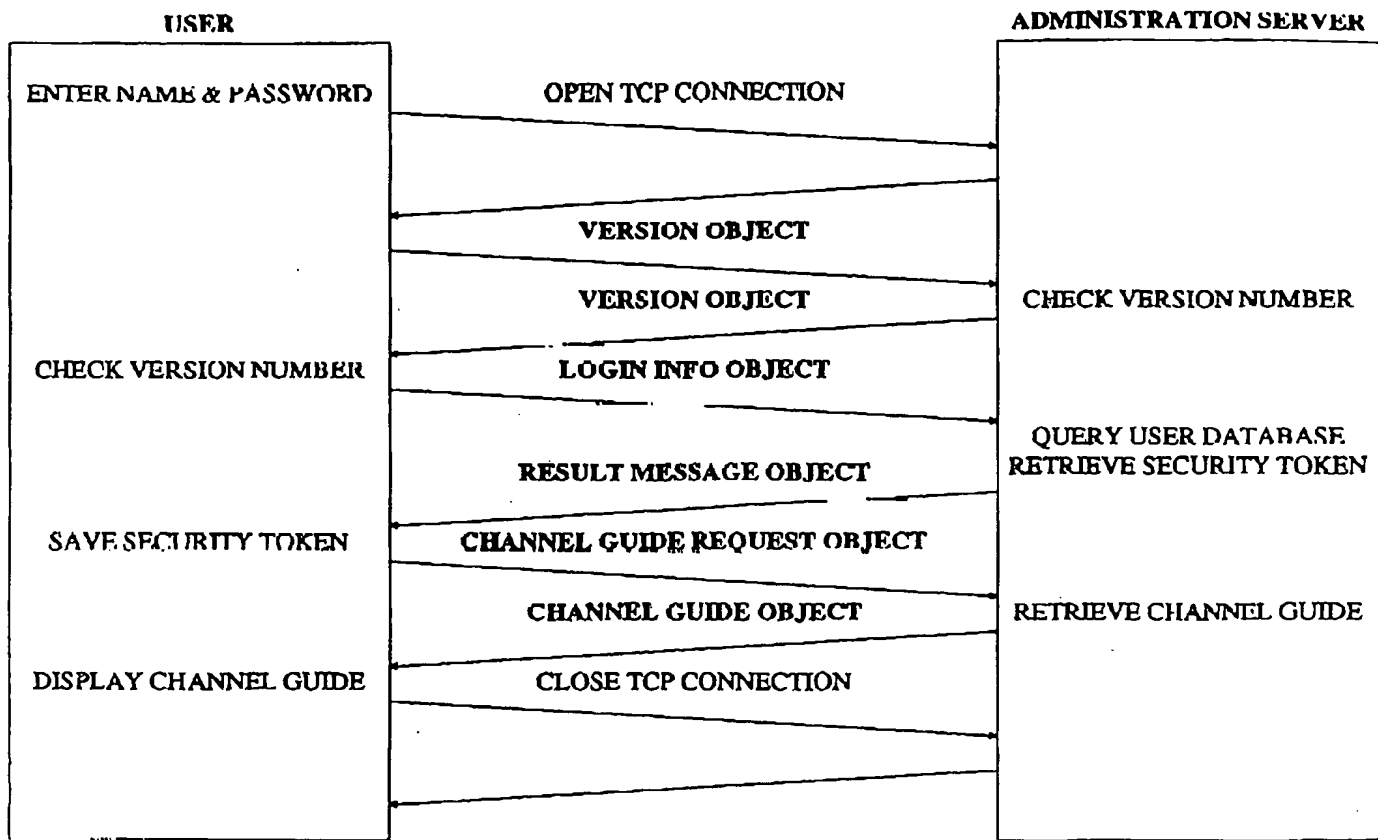 USER
ADMINISTRATION SERVER
ENTER NAME & PASSWORD
OPEN TCP CONNECTION
VERSION OBJECT
VERSION OBJECT
CHECK VERSION NUMBER
CHECK VERSION NUMBER
LOGIN INFO OBJECT
QUERY USER DATABASE
RETRIEVE SECURITY TOKEN
RESULT MESSAGE OBJECT
SAVE SECURITY TOKEN
CHANNEL GUIDE REQUEST OBJECT
CHANNEL GUIDE OBJECT
RETRIEVE CHANNEL GUIDE
DISPLAY CHANNEL GUIDE
CLOSE TCP CONNECTION